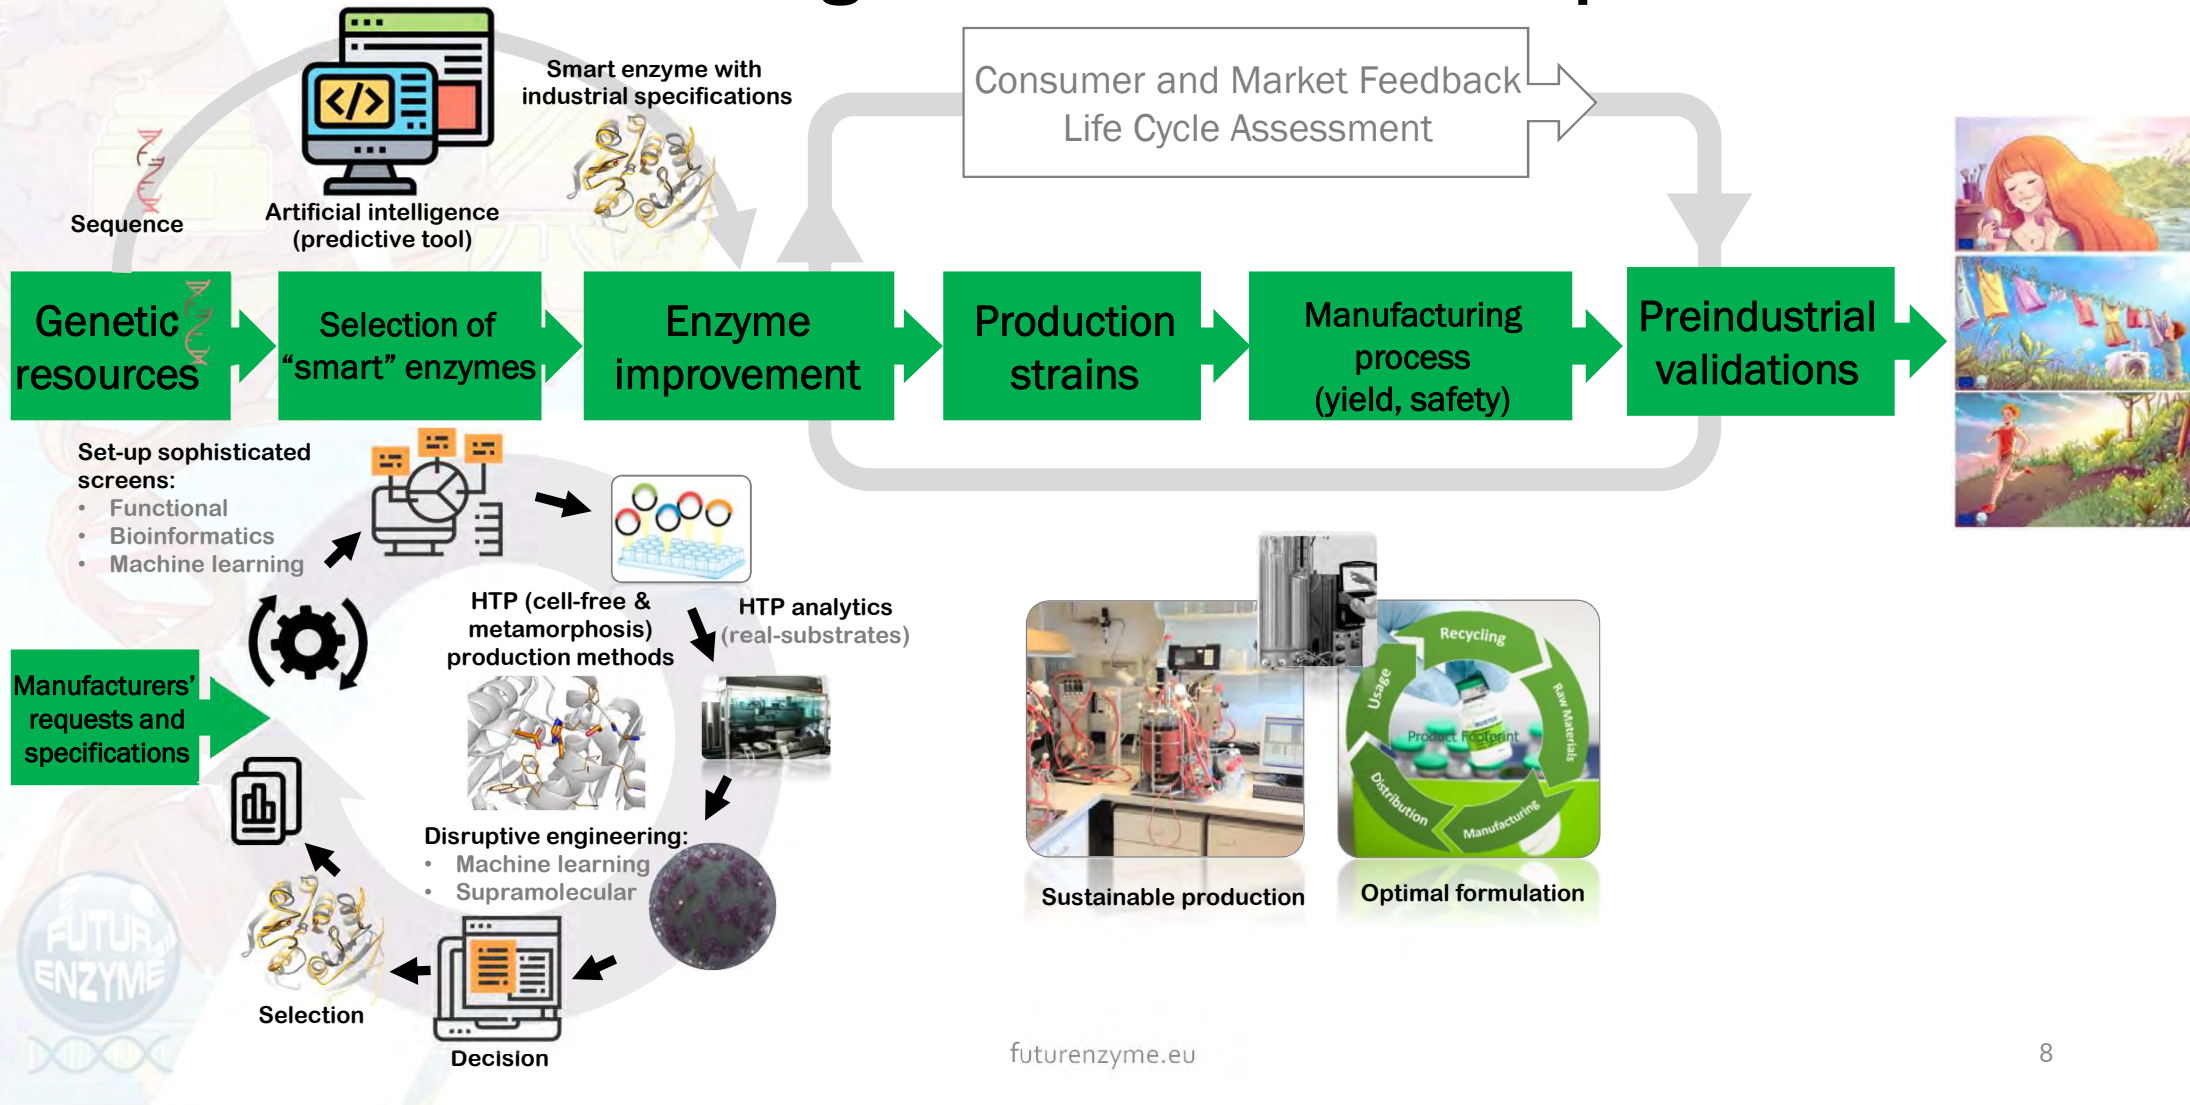 Consumer and Market Feedback
Life Cycle Assessment
Smart enzyme with
industrial specifications
Sequence
Artificial intelligence
(predictive tool)
Genetic
resources
Selection of
“smart” enzymes
Enzyme
improvement
Production
strains
Manufacturing
process
(yield, safety)
Preindustrial
validations
Set-up sophisticated
screens:
• Functional
• Bioinformatics
• Machine learning
HTP (cell-free &
metamorphosis)
production methods
HTP analytics
(real-substrates)
Manufacturers’
requests and
specifications
Disruptive engineering:
• Machine learning
• Supramolecular
Selection
Decision
Recycling
Raw Materials
Manufacturing
Distribution
Usage
Product Footprint
Sustainable production
Optimal formulation
FUTUR
ENZYME
futurenzyme.eu
8